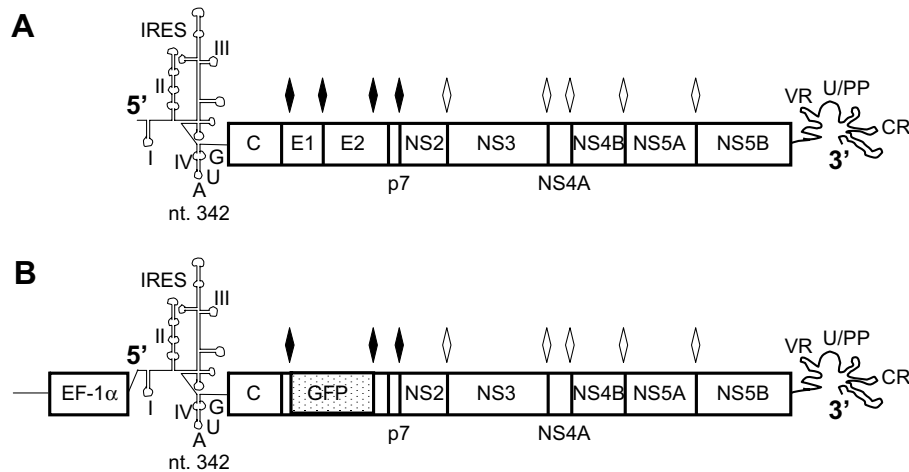 A
IRES
III
II
5’
I
IV
G
U
A
nt. 342
C E1 E2 NS2 NS3 NS4B NS5A NS5B
p7
NS4A
VR U/PP
CR
3’
B
IRES
III
II
5’
EF-1α
I
IV
G
U
A
nt. 342
C GFP NS2 NS3 NS4B NS5A NS5B
p7
NS4A
VR U/PP
CR
3’